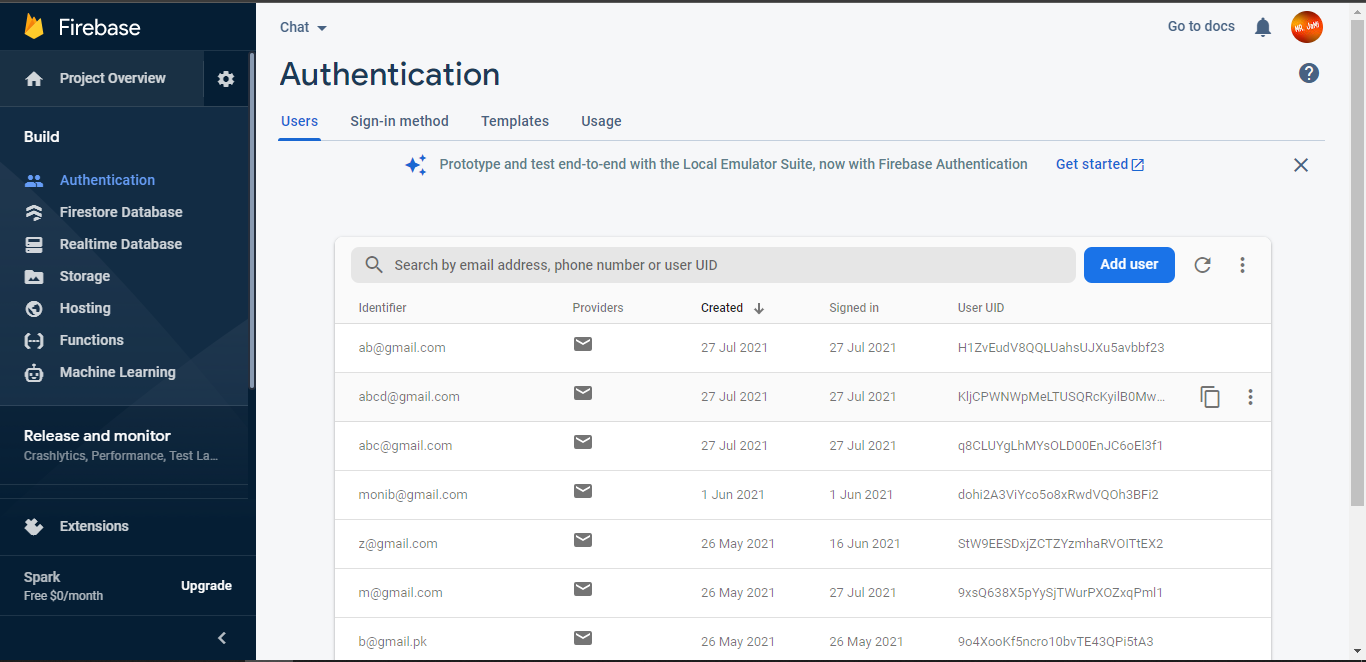 Firebase
Project Overview
Build
Authentication
Firestore Database
Realtime Database
Storage
Hosting
Functions
Machine Learning
Release and monitor
Crashlytics, Performance, Test La...
Extensions
Spark
Free $0/month
Upgrade
Chat
Go to docs
MR JAMI
Authentication
Users Sign-in method Templates Usage
Prototype and test end-to-end with the Local Emulator Suite, now with Firebase Authentication Get started
Search by email address, phone number or user UID
Add user
Identifier Providers Created Signed in User UID
ab@gmail.com 27 Jul 2021 27 Jul 2021 H1ZvEudV8QQLUahsUJXu5avbbf23
abcd@gmail.com 27 Jul 2021 27 Jul 2021 KljCPWNWpMeLTUSQRcKyilB0Mw...
abc@gmail.com 27 Jul 2021 27 Jul 2021 q8CLUYgLhMYsOLD00EnJC6oEl3f1
monib@gmail.com 1 Jun 2021 1 Jun 2021 dohi2A3ViYco5o8xRwdVQOh3BFi2
z@gmail.com 26 May 2021 16 Jun 2021 StW9EESDxjZCTZYzmhaRVOITtEX2
m@gmail.com 26 May 2021 27 Jul 2021 9xsQ638X5pYySjTWurPXOZxqPml1
b@gmail.pk 26 May 2021 26 May 2021 9o4XooKf5ncro10bvTE43QPi5tA3